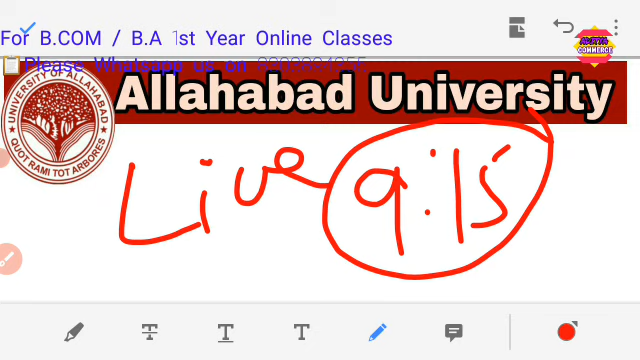 For B.COM / B.A 1st Year Online Classes
Please Whatsapp us on
UNIVERSITY OF ALLAHABAD
QUOT RAMI TOT ARBORES
Allahabad University
COMMERCE
Live 9:15
T T T